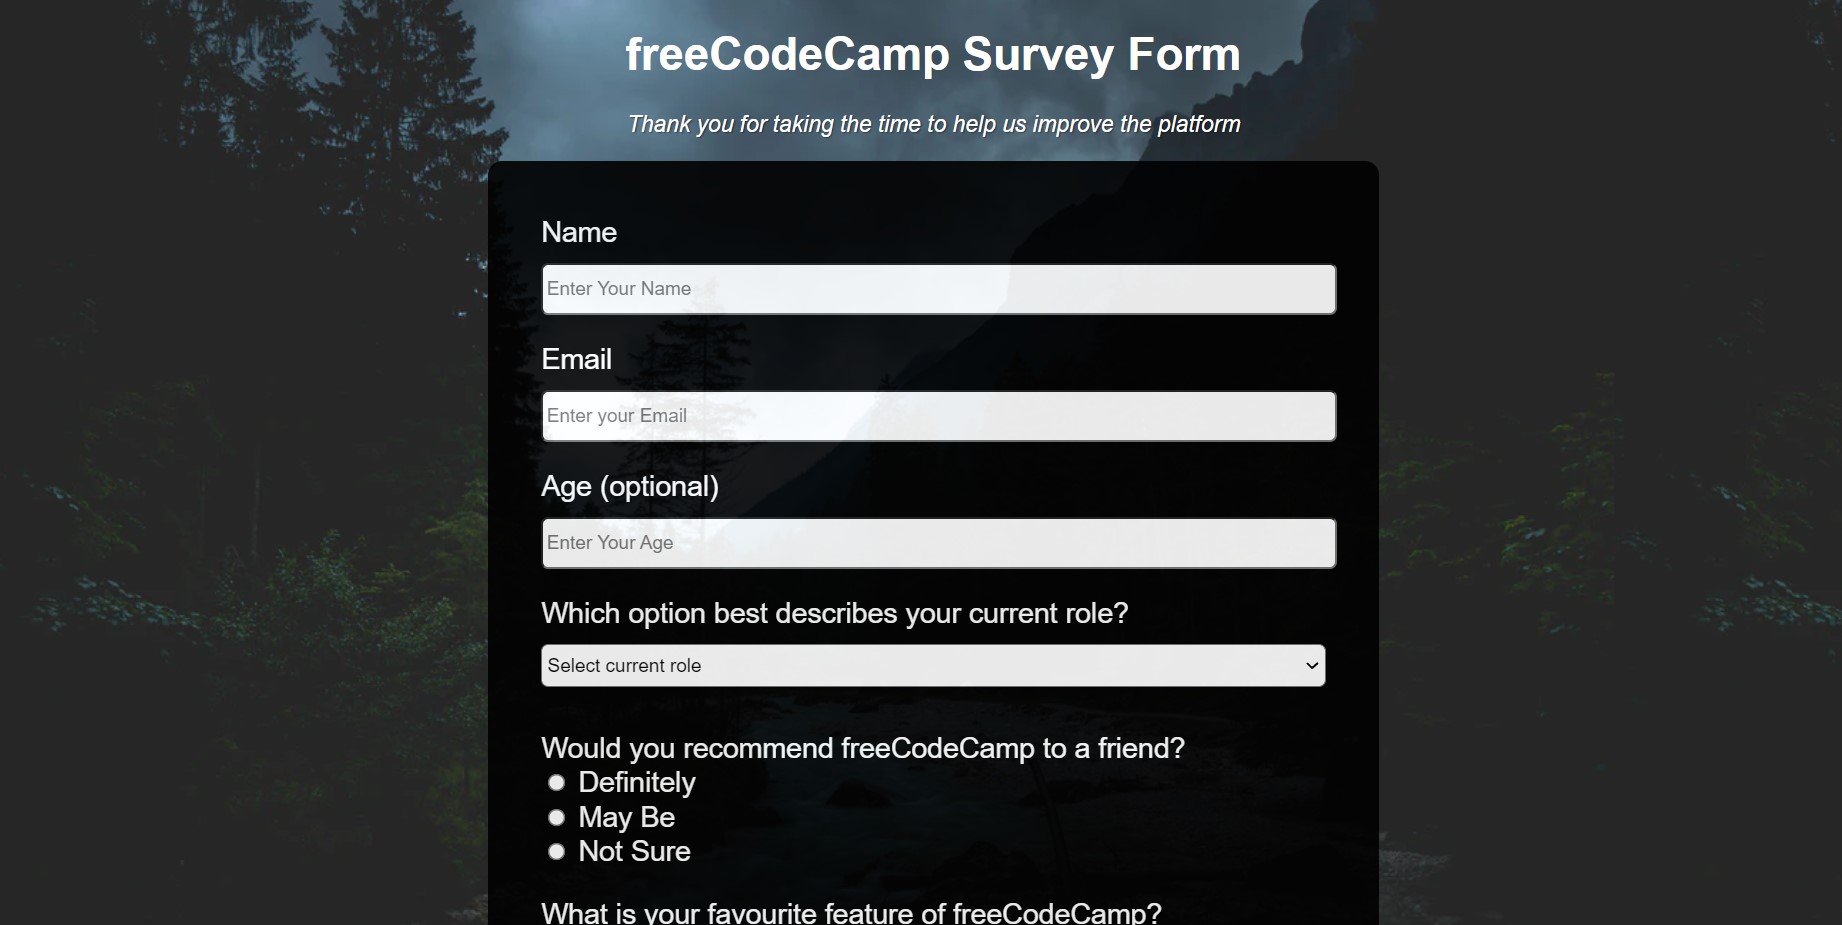 freeCodeCamp Survey Form
Thank you for taking the time to help us improve the platform
Name
Enter Your Name
Email
Enter your Email
Age (optional)
Enter Your Age
Which option best describes your current role?
Select current role
Would you recommend freeCodeCamp to a friend?
Definitely
May Be
Not Sure
What is your favourite feature of freeCodeCamp?